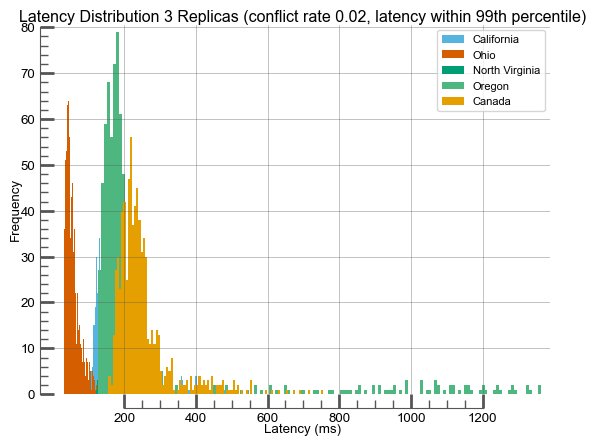 Latency Distribution 3 Replicas (conflict rate 0.02, latency within 99th percentile)
California
Ohio
North Virginia
Oregon
Canada
Frequency
80
70
60
50
40
30
20
10
0
200 400 600 800 1000 1200
Latency (ms)